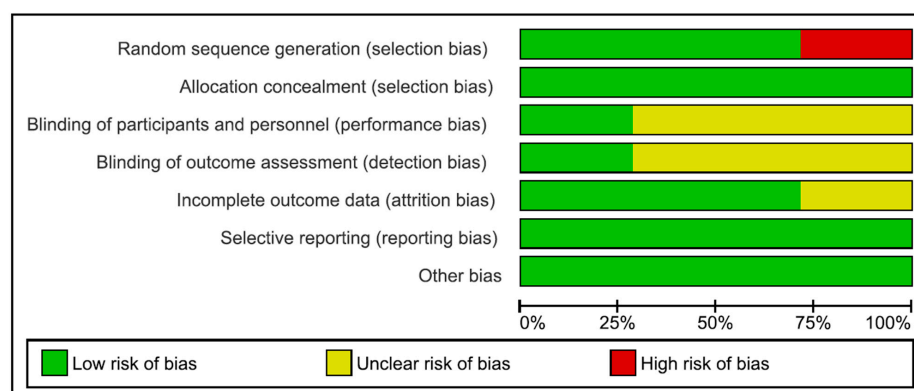 Random sequence generation (selection bias)
Allocation concealment (selection bias)
Blinding of participants and personnel (performance bias)
Blinding of outcome assessment (detection bias)
Incomplete outcome data (attrition bias)
Selective reporting (reporting bias)
Other bias
0% 25% 50% 75% 100%
Low risk of bias Unclear risk of bias High risk of bias